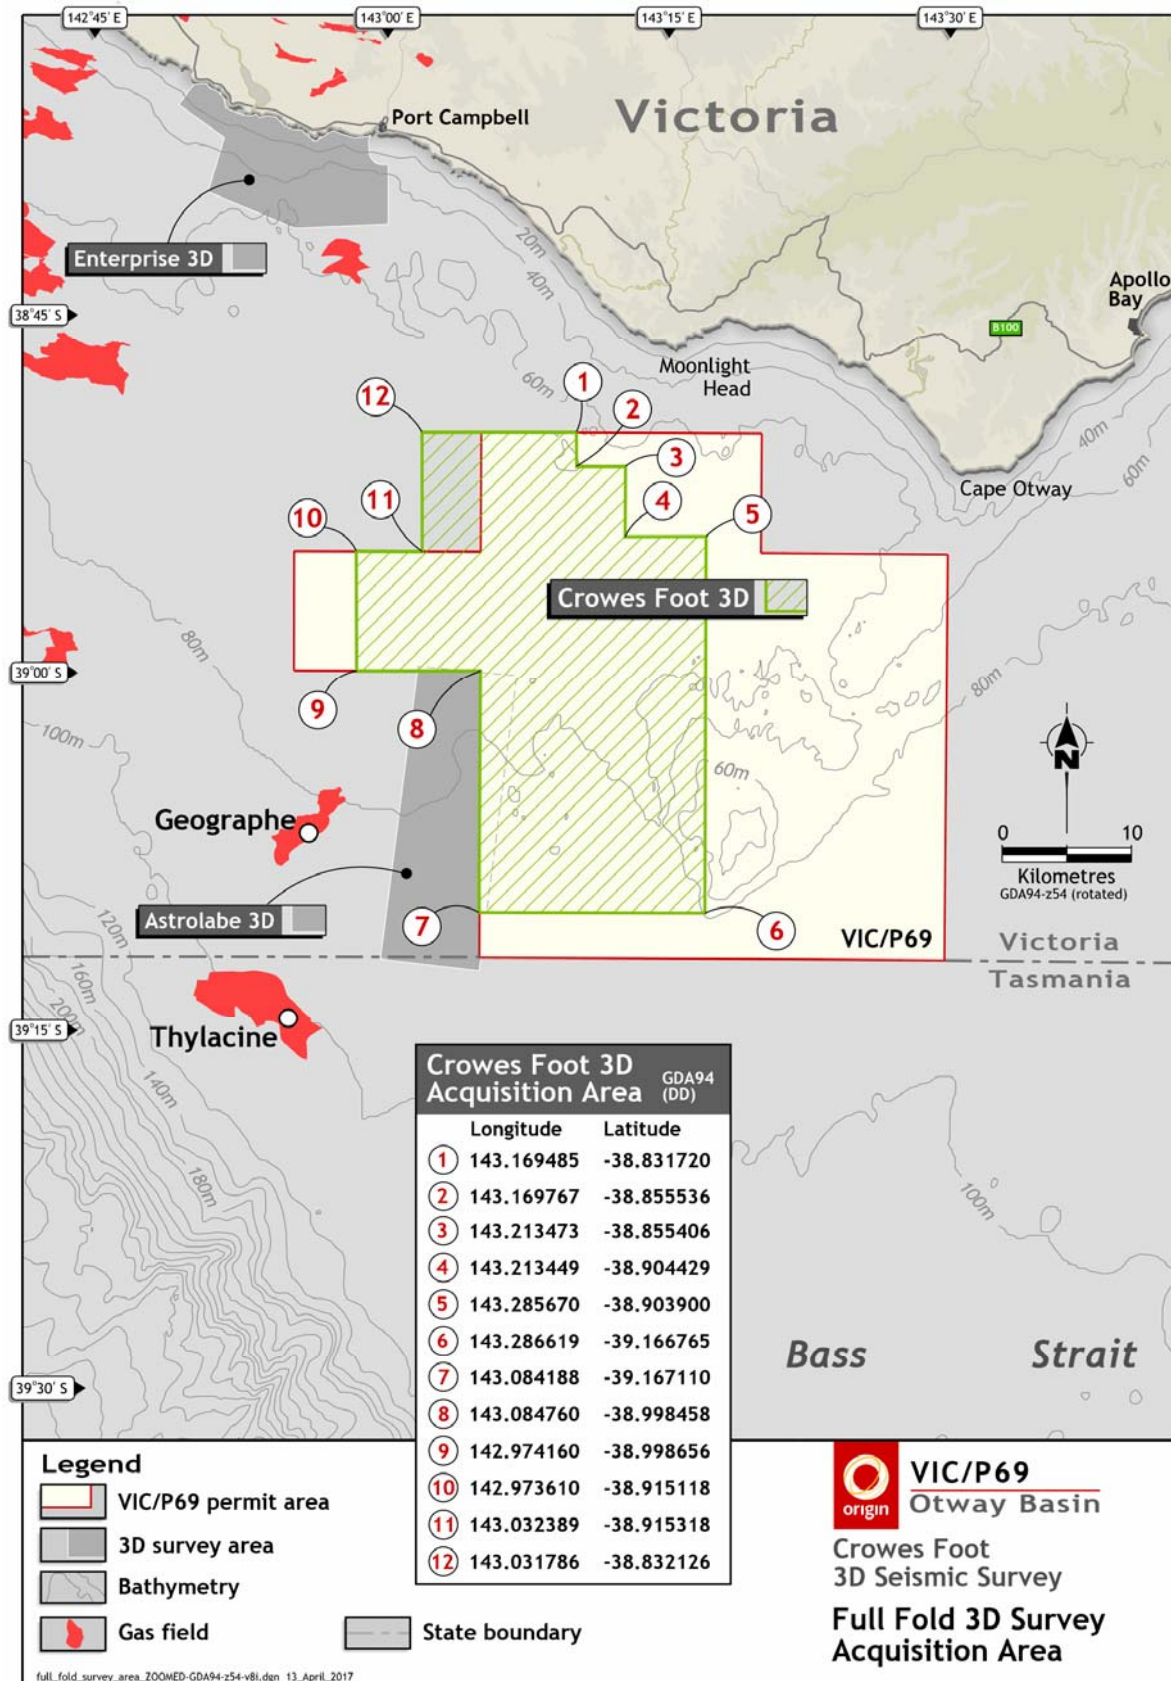 142°45' E
143°00' E
143°15' E
143°30' E
Port Campbell
Victoria
Enterprise 3D
20m
40m
Apollo
Bay
38°45' S
B100
Moonlight
Head
60m
12
1
2
3
40m
60m
Cape Otway
11
4
10
5
Crowes Foot 3D
80m
39°00' S
80m
9
8
100m
60m
N
Geographe
0 10
Kilometres
GDA94-z54 (rotated)
Astrolabe 3D
7
6
VIC/P69
120m
Victoria
Tasmania
160m
200m
39°15' S
Thylacine
140m
180m
100m
Crowes Foot 3D
Acquisition Area
GDA94
(DD)
Longitude Latitude
1 143.169485 -38.831720
2 143.169767 -38.855536
3 143.213473 -38.855406
4 143.213449 -38.904429
5 143.285670 -38.903900
6 143.286619 -39.166765
7 143.084188 -39.167110
8 143.084760 -38.998458
9 142.974160 -38.998656
10 142.973610 -38.915118
11 143.032389 -38.915318
12 143.031786 -38.832126
Bass Strait
39°30' S
Legend
VIC/P69 permit area
3D survey area
Bathymetry
Gas field
State boundary
origin
VIC/P69
Otway Basin
Crowes Foot
3D Seismic Survey
Full Fold 3D Survey
Acquisition Area
full_fold_survey_area_ZOOMED-GDA94-z54-v8i.dgn 13_April_2017